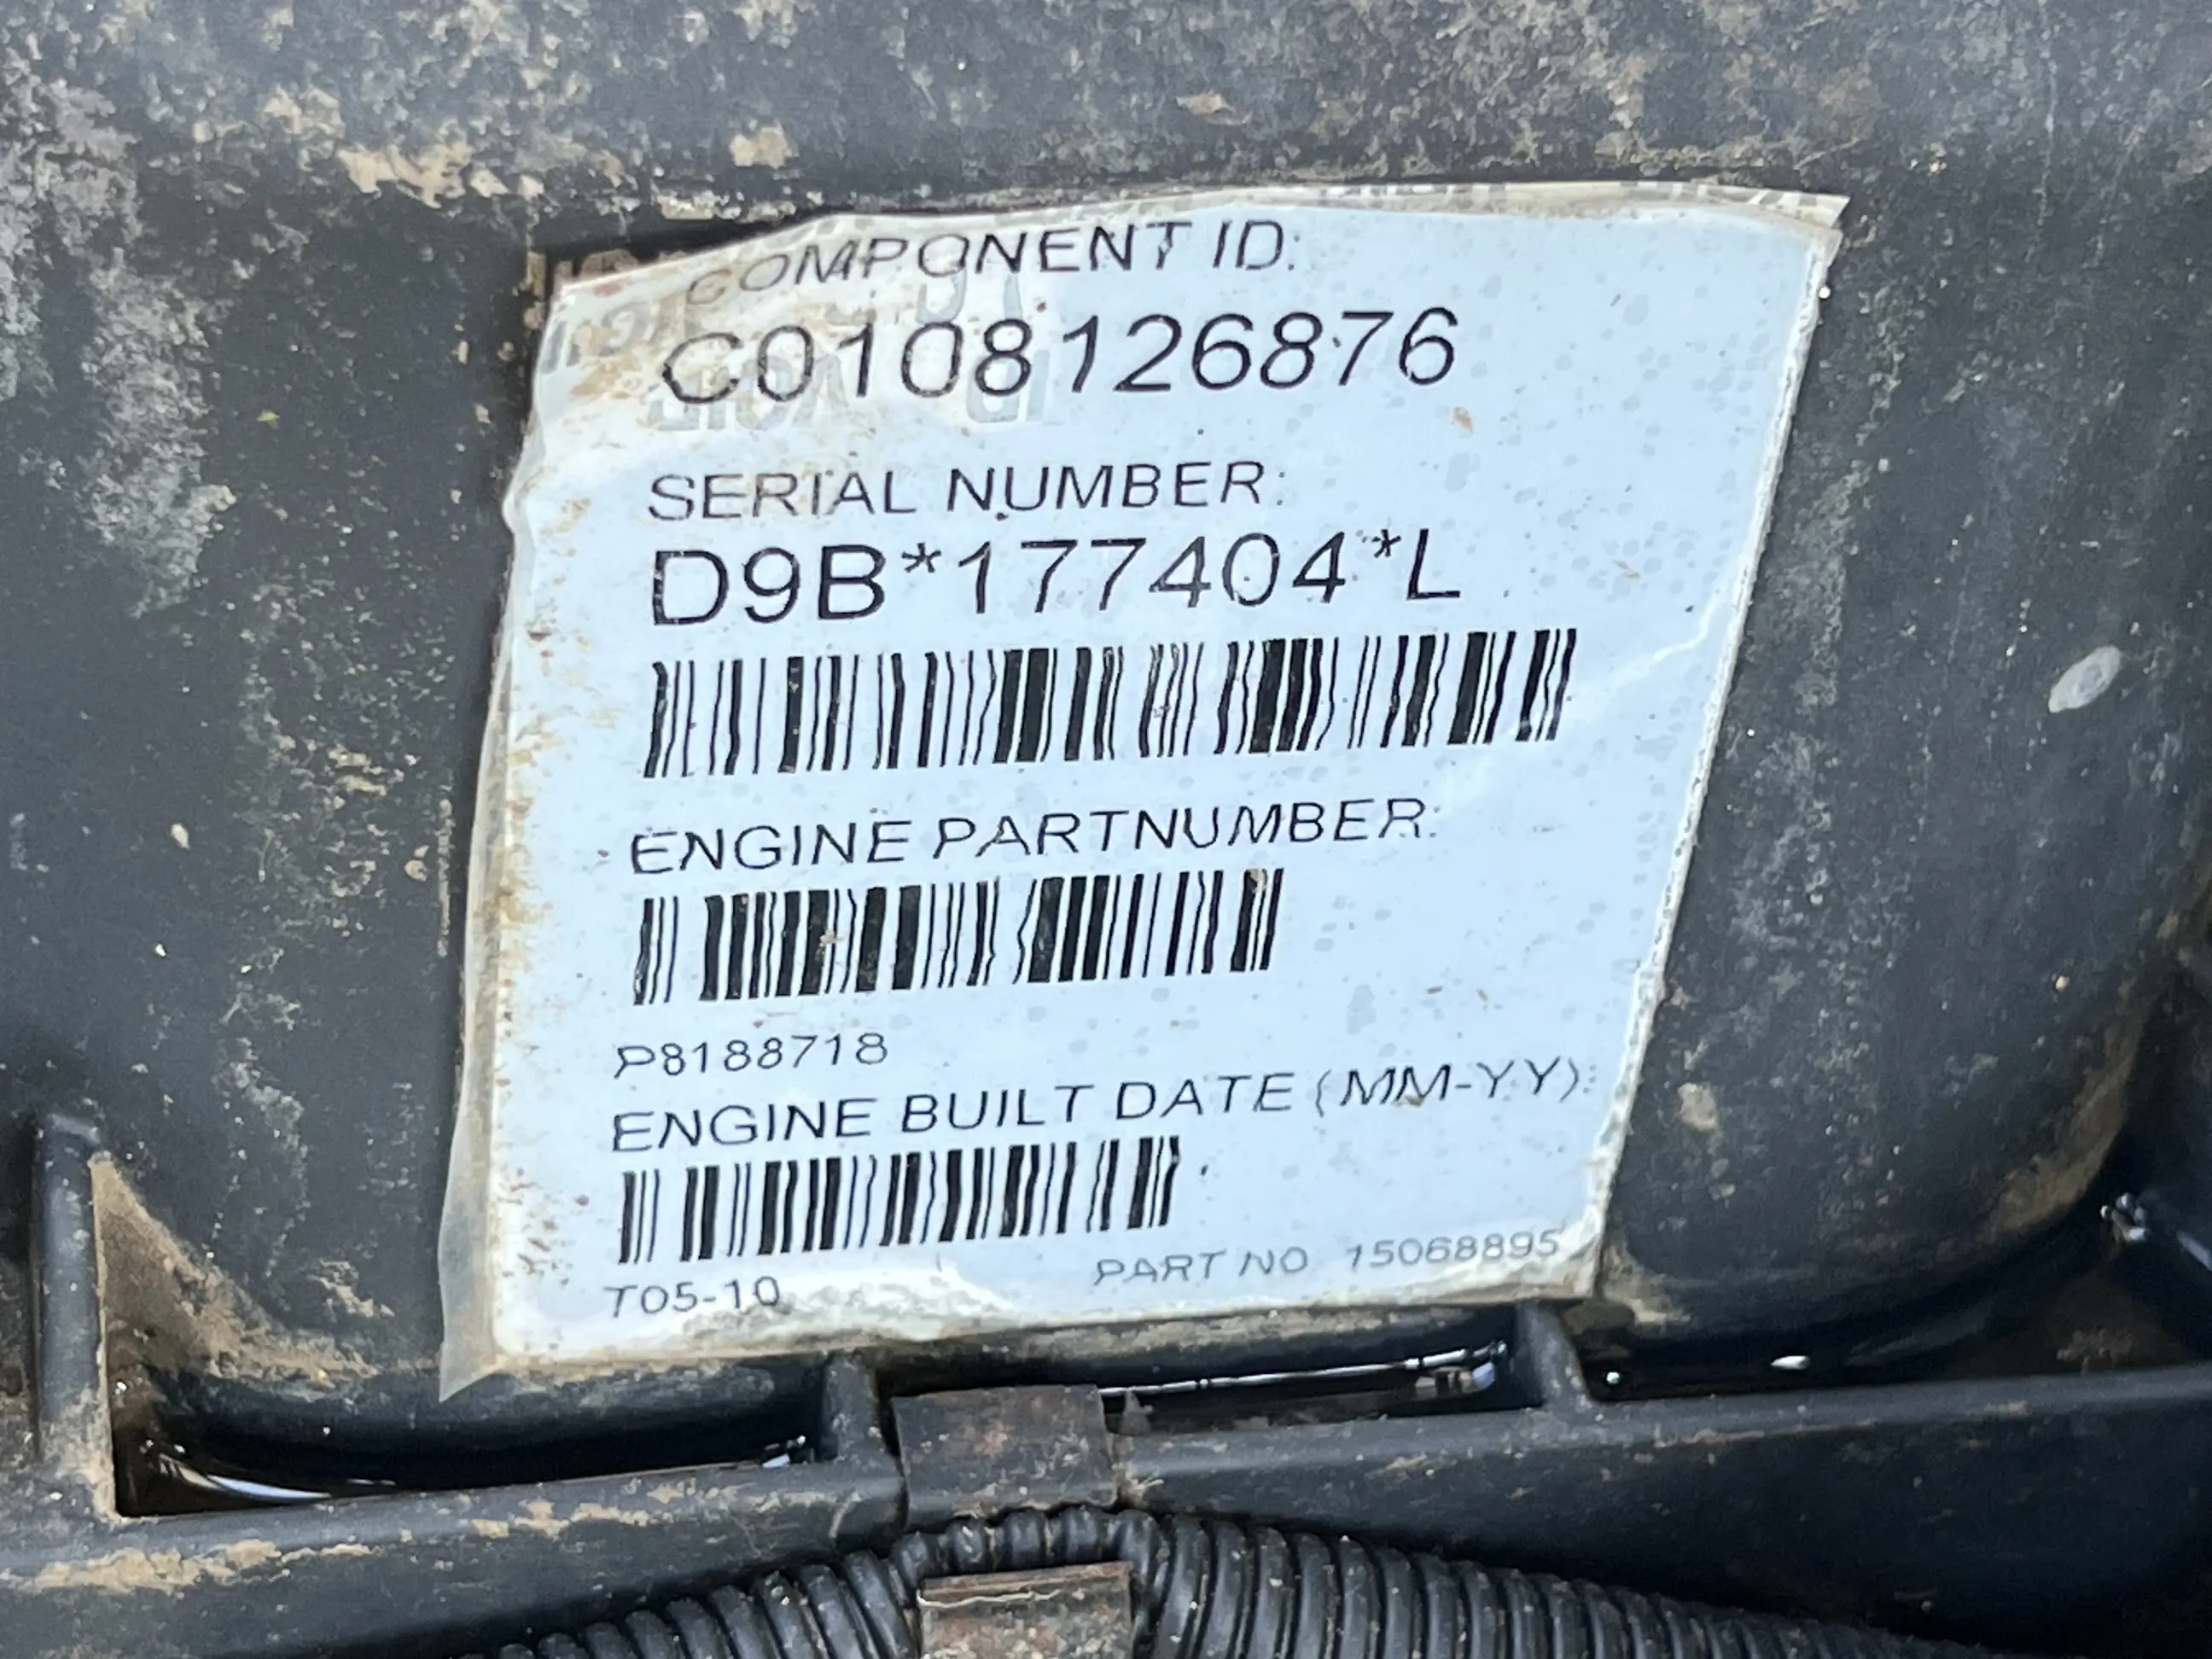 COMPONENT ID:
C0108126876
SERIAL NUMBER:
D9B*177404*L
ENGINE PARTNUMBER:
P8188718
ENGINE BUILT DATE (MM-YY):
T05-10
PART NO 15068895